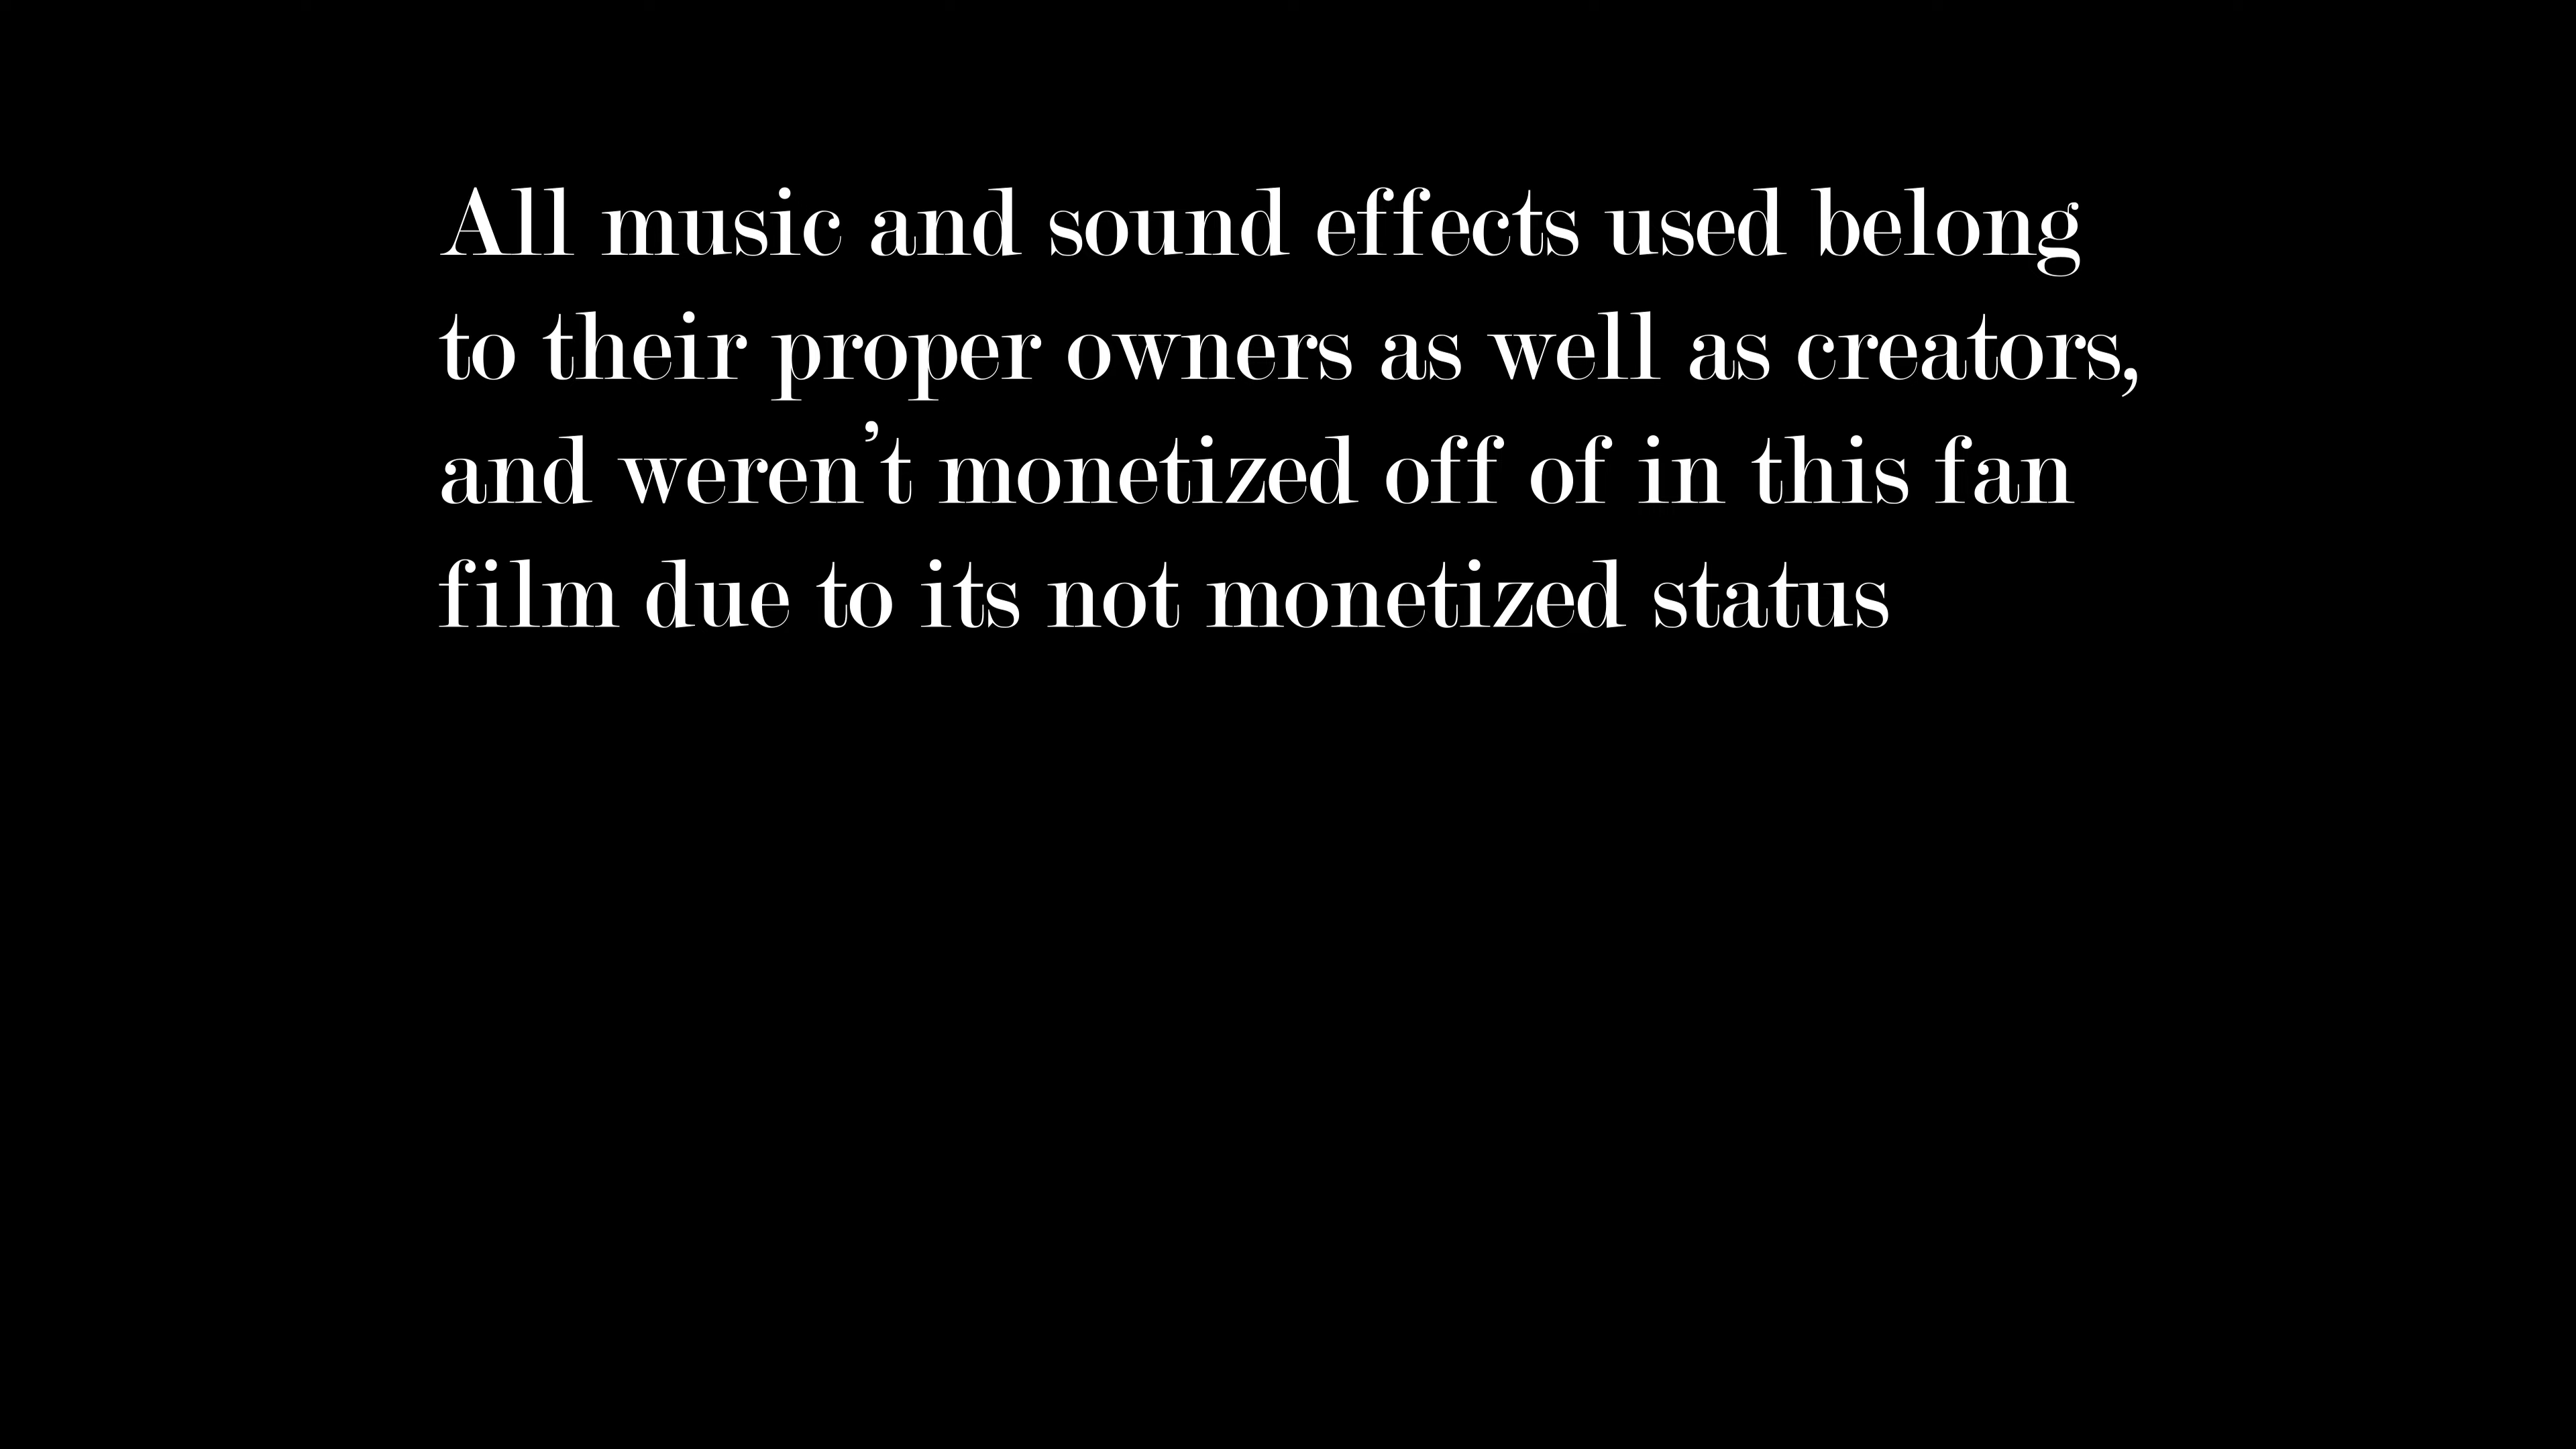 All music and sound effects used belong
to their proper owners as well as creators,
and weren’t monetized off of in this fan
film due to its not monetized status